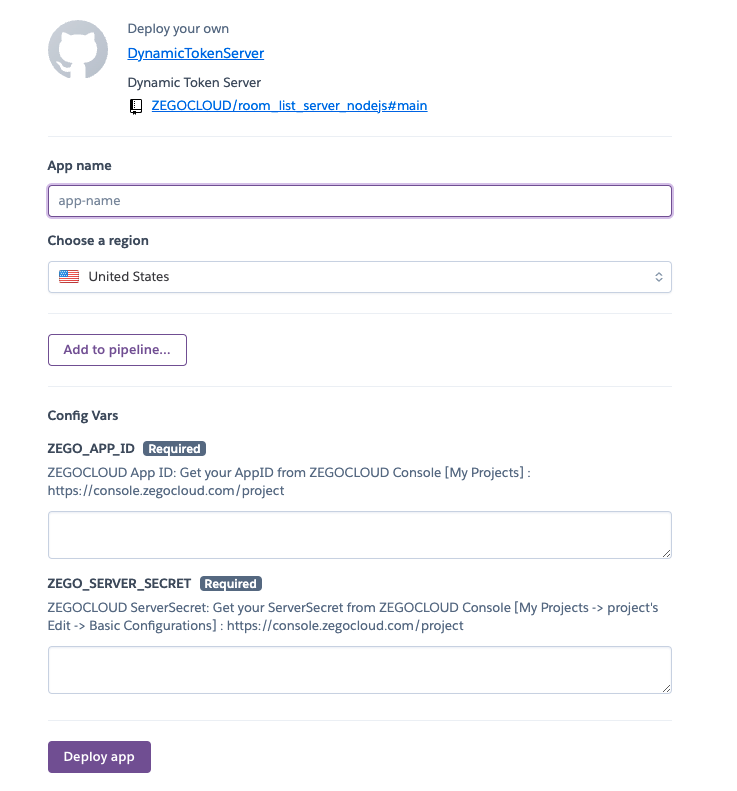 Deploy your own
DynamicTokenServer
Dynamic Token Server
ZEGOCLOUD/room_list_server_nodejs#main
App name
app-name
Choose a region
United States
Add to pipeline...
Config Vars
ZEGO_APP_ID Required
ZEGOCLOUD App ID: Get your AppID from ZEGOCLOUD Console [My Projects] :
https://console.zegocloud.com/project
ZEGO_SERVER_SECRET Required
ZEGOCLOUD ServerSecret: Get your ServerSecret from ZEGOCLOUD Console [My Projects -> project's
Edit -> Basic Configurations] : https://console.zegocloud.com/project
Deploy app